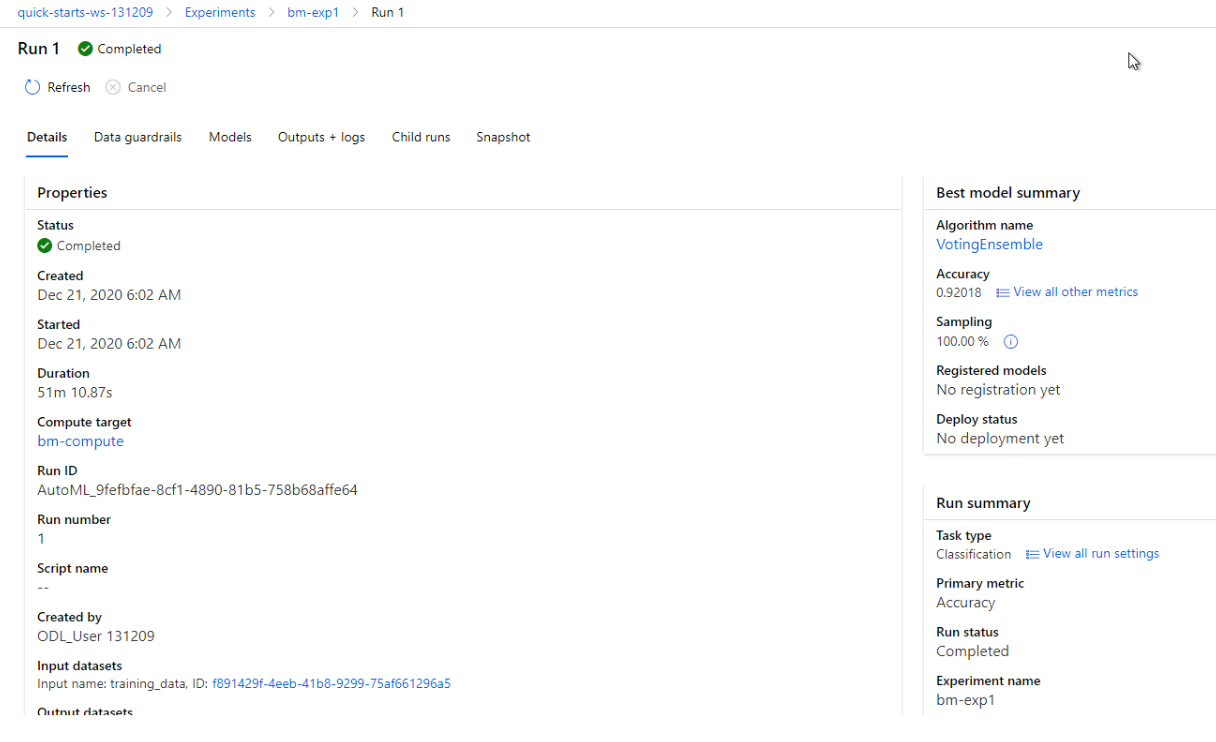 quick-starts-ws-131209 > Experiments > bm-exp1 > Run 1
Run 1 Completed
Refresh Cancel
Details Data guardrails Models Outputs + logs Child runs Snapshot
Properties
Status
Completed
Created
Dec 21, 2020 6:02 AM
Started
Dec 21, 2020 6:02 AM
Duration
51m 10.87s
Compute target
bm-compute
Run ID
AutoML_9fefbfae-8cf1-4890-81b5-758b68affe64
Run number
1
Script name
--
Created by
ODL_User 131209
Input datasets
Input name: training_data, ID: f891429f-4eeb-41b8-9299-75af661296a5
Output datasets
Best model summary
Algorithm name
VotingEnsemble
Accuracy
0.92018 View all other metrics
Sampling
100.00 %
Registered models
No registration yet
Deploy status
No deployment yet
Run summary
Task type
Classification View all run settings
Primary metric
Accuracy
Run status
Completed
Experiment name
bm-exp1